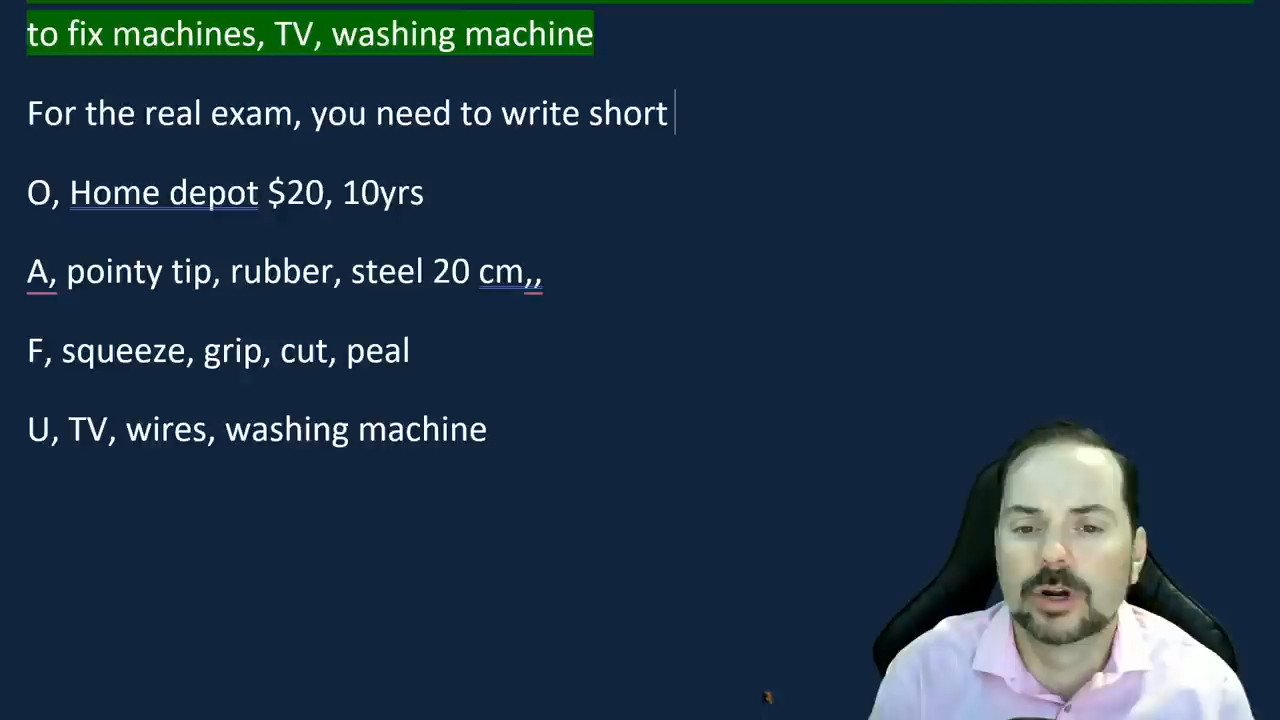 to fix machines, TV, washing machine
For the real exam, you need to write short
O, Home depot $20, 10yrs
A, pointy tip, rubber, steel 20 cm,,
F, squeeze, grip, cut, peal
U, TV, wires, washing machine